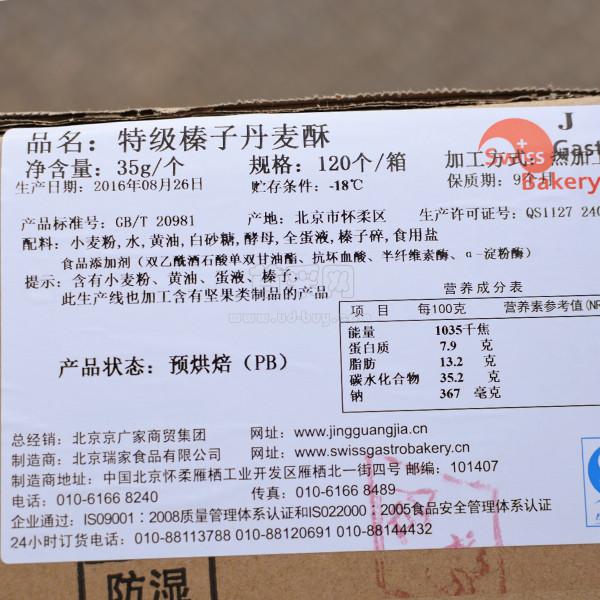 品名：特级榛子丹麦酥
J
Gast
Swiss
Bakery
净含量：35g/个 规格：120个/箱 加工方式：热加工
生产日期：2016年08月26日 贮存条件：-18℃ 保质期：9个月
产品标准号：GB/T 20981 产地：北京市怀柔区 生产许可证号：QS1127 240
配料：小麦粉,水,黄油,白砂糖,酵母,全蛋液,榛子碎,食用盐
食品添加剂（双乙酰酒石酸单双甘油酯、抗坏血酸、半纤维素酶、α-淀粉酶）
提示：含有小麦粉、黄油、蛋液、榛子,
此生产线也加工含有坚果类制品的产品
www.ud-buy.com
营养成分表
项目 每100克 营养素参考值(NR
能量 1035千焦
蛋白质 7.9 克
脂肪 13.2 克
碳水化合物 35.2 克
钠 367 毫克
产品状态：预烘焙（PB）
总经销：北京京广家商贸集团 网址：www.jingguangjia.cn
制造商：北京瑞家食品有限公司 网址：www.swissgastrobakery.cn
制造商地址：中国北京怀柔雁栖工业开发区雁栖北一街四号 邮编：101407
电话：010-6166 8240 传真：010-6166 8489
企业通过：ISO9001：2008质量管理体系认证和ISO22000：2005食品安全管理体系认证
24小时订货电话：010-88113788 010-88120691 010-88144432
防湿